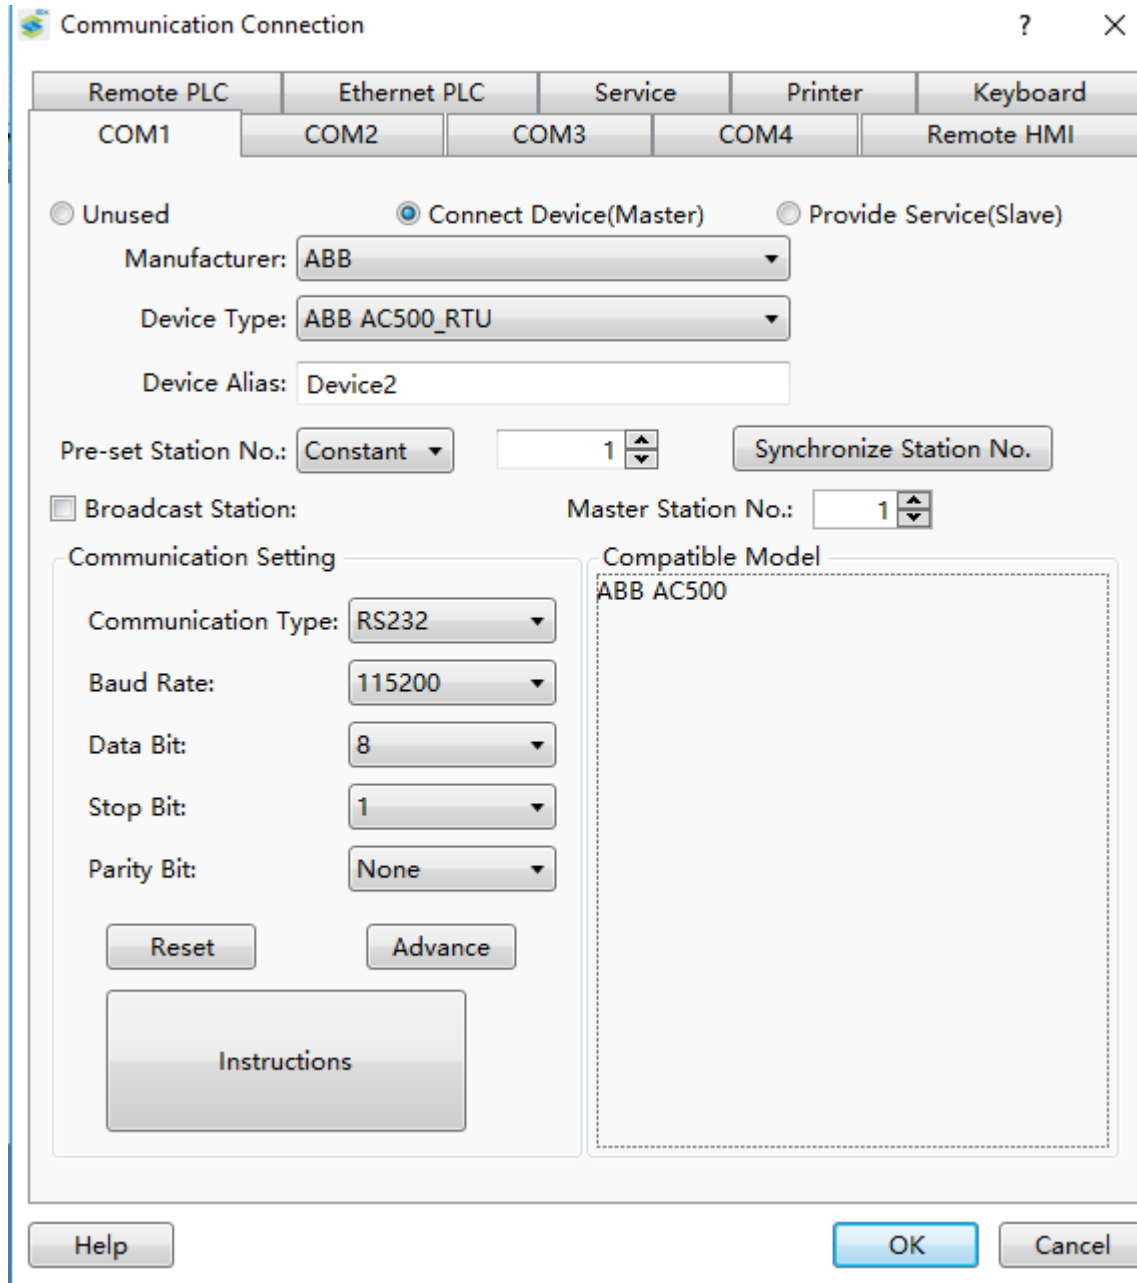 Communication Connection
?
Remote PLC Ethernet PLC Service Printer Keyboard
COM1 COM2 COM3 COM4 Remote HMI
Unused Connect Device(Master) Provide Service(Slave)
Manufacturer: ABB
Device Type: ABB AC500_RTU
Device Alias: Device2
Pre-set Station No.: Constant 1 Synchronize Station No.
Broadcast Station: Master Station No.: 1
Communication Setting Compatible Model
ABB AC500
Communication Type: RS232
Baud Rate: 115200
Data Bit: 8
Stop Bit: 1
Parity Bit: None
Reset Advance
Instructions
Help OK Cancel